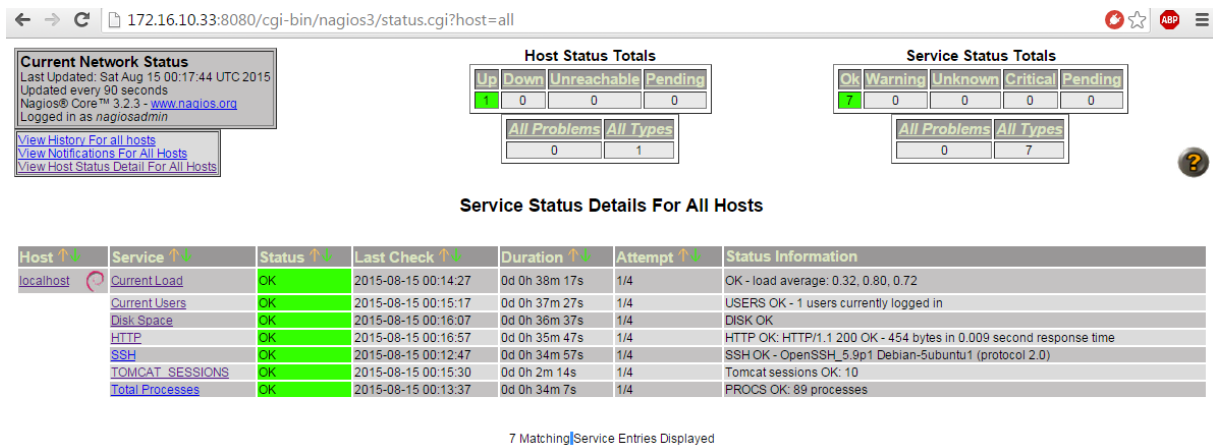 172.16.10.33:8080/cgi-bin/nagios3/status.cgi?host=all
ABP
Current Network Status
Last Updated: Sat Aug 15 00:17:44 UTC 2015
Updated every 90 seconds
Nagios® Core™ 3.2.3 - www.nagios.org
Logged in as nagiosadmin
View History For all hosts
View Notifications For All Hosts
View Host Status Detail For All Hosts
Host Status Totals
Up Down Unreachable Pending
1 0 0 0
All Problems All Types
0 1
Service Status Totals
Ok Warning Unknown Critical Pending
7 0 0 0 0
All Problems All Types
0 7
?
Service Status Details For All Hosts
Host ↑↓ Service ↑↓ Status ↑↓ Last Check ↑↓ Duration ↑↓ Attempt ↑↓ Status Information
localhost Current Load OK 2015-08-15 00:14:27 0d 0h 38m 17s 1/4 OK - load average: 0.32, 0.80, 0.72
Current Users OK 2015-08-15 00:15:17 0d 0h 37m 27s 1/4 USERS OK - 1 users currently logged in
Disk Space OK 2015-08-15 00:16:07 0d 0h 36m 37s 1/4 DISK OK
HTTP OK 2015-08-15 00:16:57 0d 0h 35m 47s 1/4 HTTP OK: HTTP/1.1 200 OK - 454 bytes in 0.009 second response time
SSH OK 2015-08-15 00:12:47 0d 0h 34m 57s 1/4 SSH OK - OpenSSH_5.9p1 Debian-5ubuntu1 (protocol 2.0)
TOMCAT_SESSIONS OK 2015-08-15 00:15:30 0d 0h 2m 14s 1/4 Tomcat sessions OK: 10
Total Processes OK 2015-08-15 00:13:37 0d 0h 34m 7s 1/4 PROCS OK: 89 processes
7 Matching Service Entries Displayed